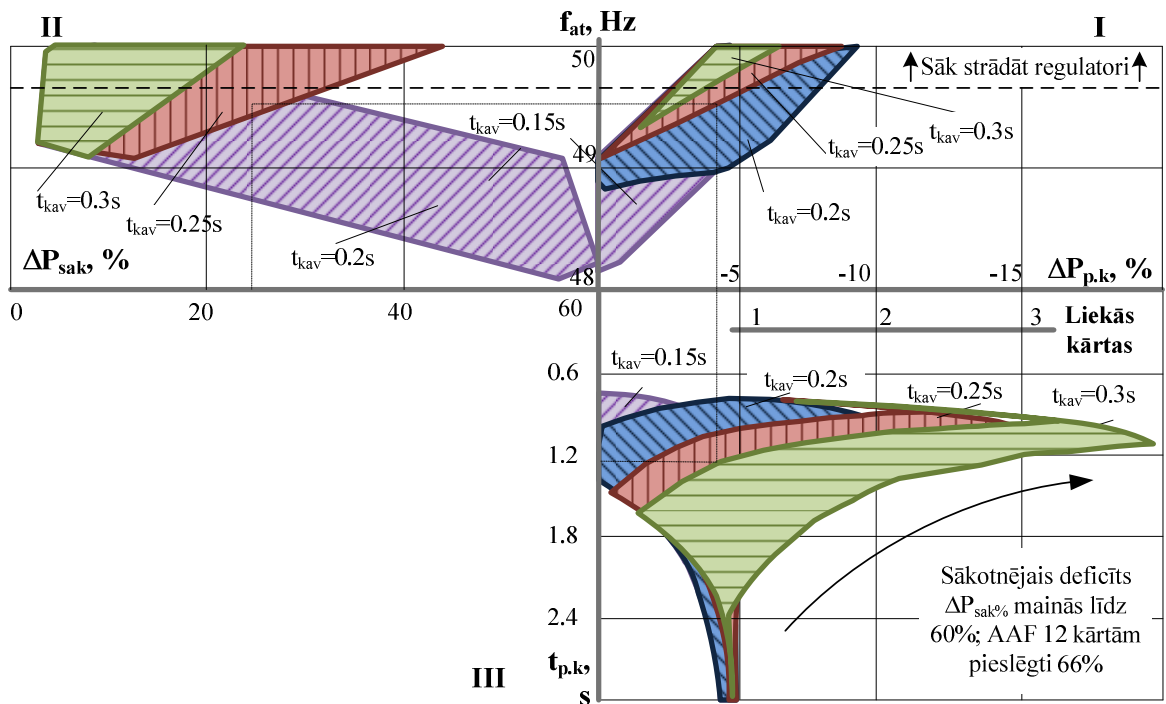 II
f_at, Hz
I
50
Sāk strādāt regulatori
t_kav=0.15s
t_kav=0.3s
t_kav=0.25s
49
t_kav=0.3s
t_kav=0.25s
t_kav=0.2s
t_kav=0.2s
ΔP_sak, %
48
-5
-10
-15
ΔP_p.k, %
0
20
40
60
1
2
3
Liekās
kārtas
t_kav=0.15s
0.6
t_kav=0.2s
t_kav=0.25s
t_kav=0.3s
1.2
1.8
Sākotnējais deficīts
ΔP_sak% mainās līdz
60%; AAF 12 kārtām
pieslēgti 66%
2.4
III
t_p.k,
s